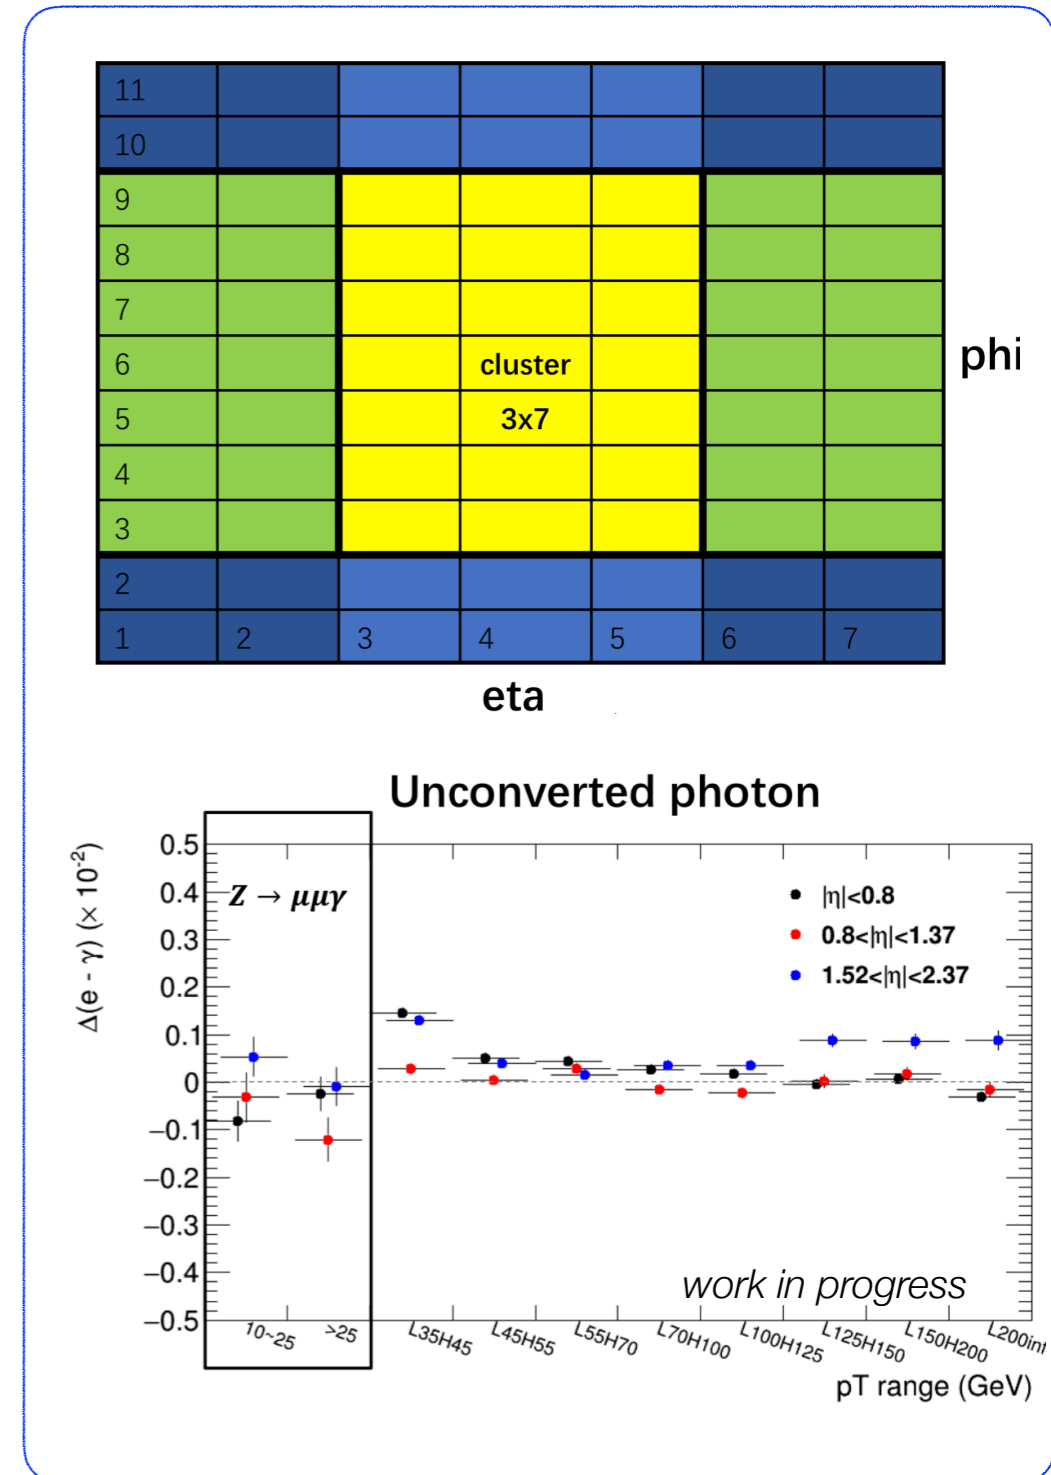 11
10
9
8
7
6 cluster
5 3x7
4
3
2
1 2 3 4 5 6 7
phi
eta
Unconverted photon
Δ(e - γ) (× 10⁻²)
0.5
0.4
0.3
0.2
0.1
0
−0.1
−0.2
−0.3
−0.4
−0.5
Z → μμγ
|η|<0.8
0.8<|η|<1.37
1.52<|η|<2.37
work in progress
10~25 >25 L35H45 L45H55 L55H70 L70H100 L100H125 L125H150 L150H200 L200inf
pT range (GeV)